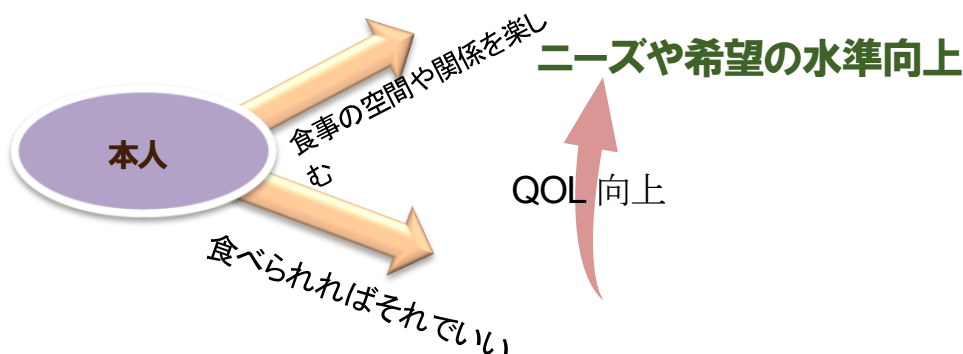 食事の空間や関係を楽し
む
ニーズや希望の水準向上
本人
QOL 向上
食べられればそれでいい